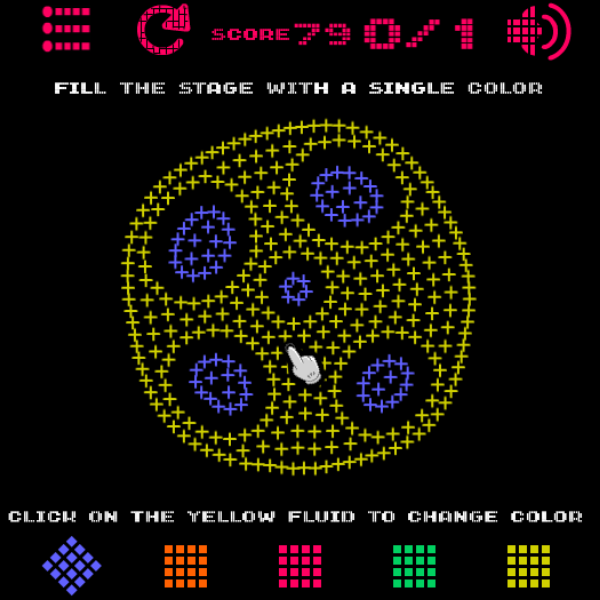 SCORE 79 0/1
FILL THE STAGE WITH A SINGLE COLOR
CLICK ON THE YELLOW FLUID TO CHANGE COLOR